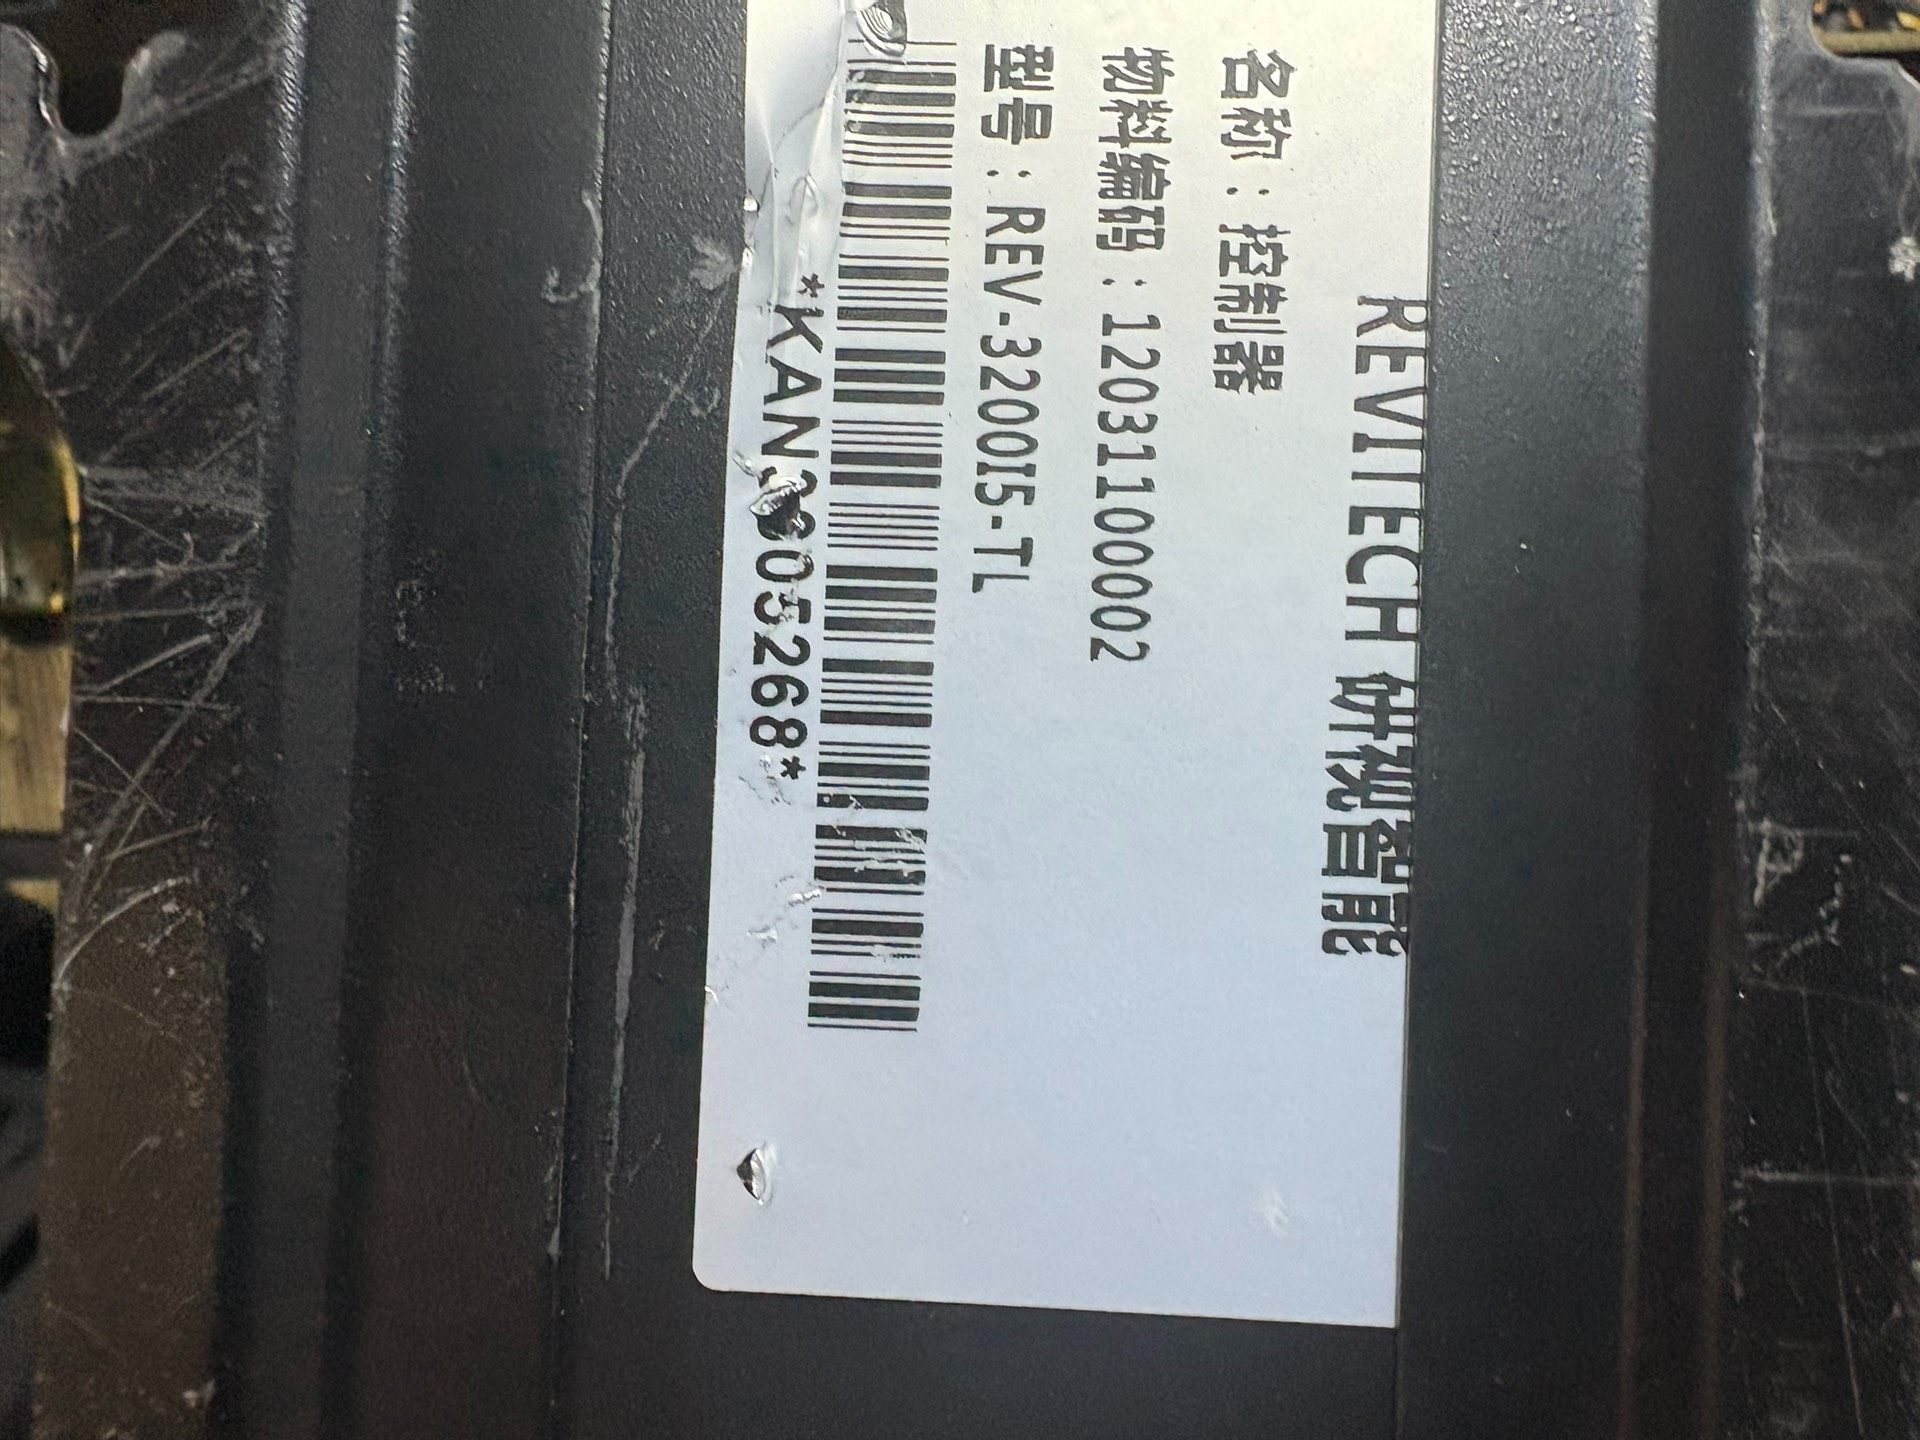 REVITECH 研视智能
名称：控制器
物料编码：12031100002
型号：REV-3200I5-TL